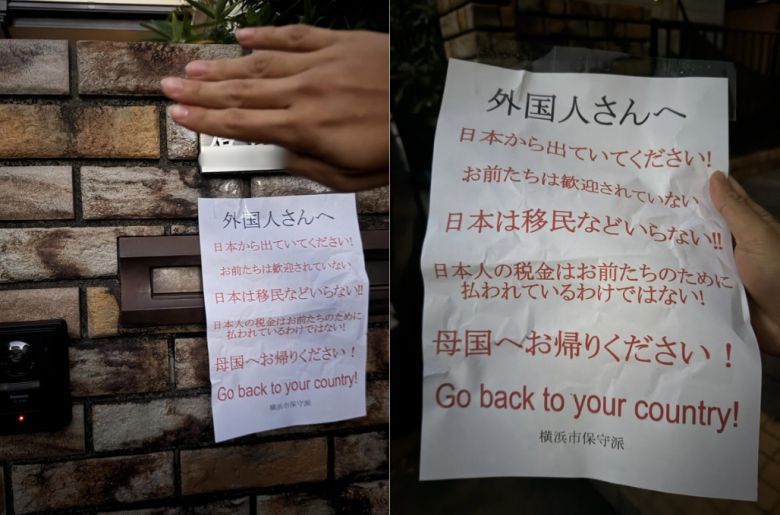 外国人さんへ
日本から出ていてください!
お前たちは歓迎されていない
日本は移民などいらない!!
日本人の税金はお前たちのために
払われているわけではない!
母国へお帰りください!
Go back to your country!
横浜市保守派
外国人さんへ
日本から出ていてください!
お前たちは歓迎されていない
日本は移民などいらない!!
日本人の税金はお前たちのために
払われているわけではない!
母国へお帰りください!
Go back to your country!
横浜市保守派